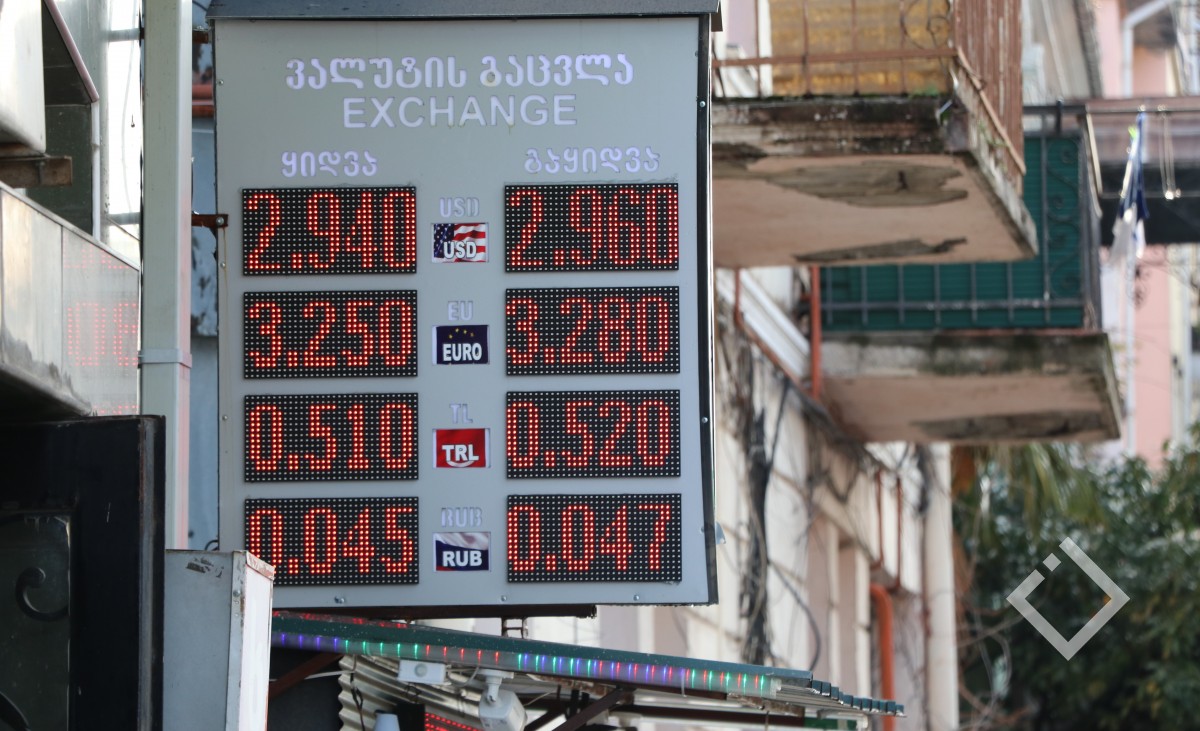 ვალუტის გაცვლა
EXCHANGE
ყიდვა გაყიდვა
2.940 USD USD 2.960
3.250 EU EURO 3.280
0.510 TL TRL 0.520
0.045 RUB RUB 0.047